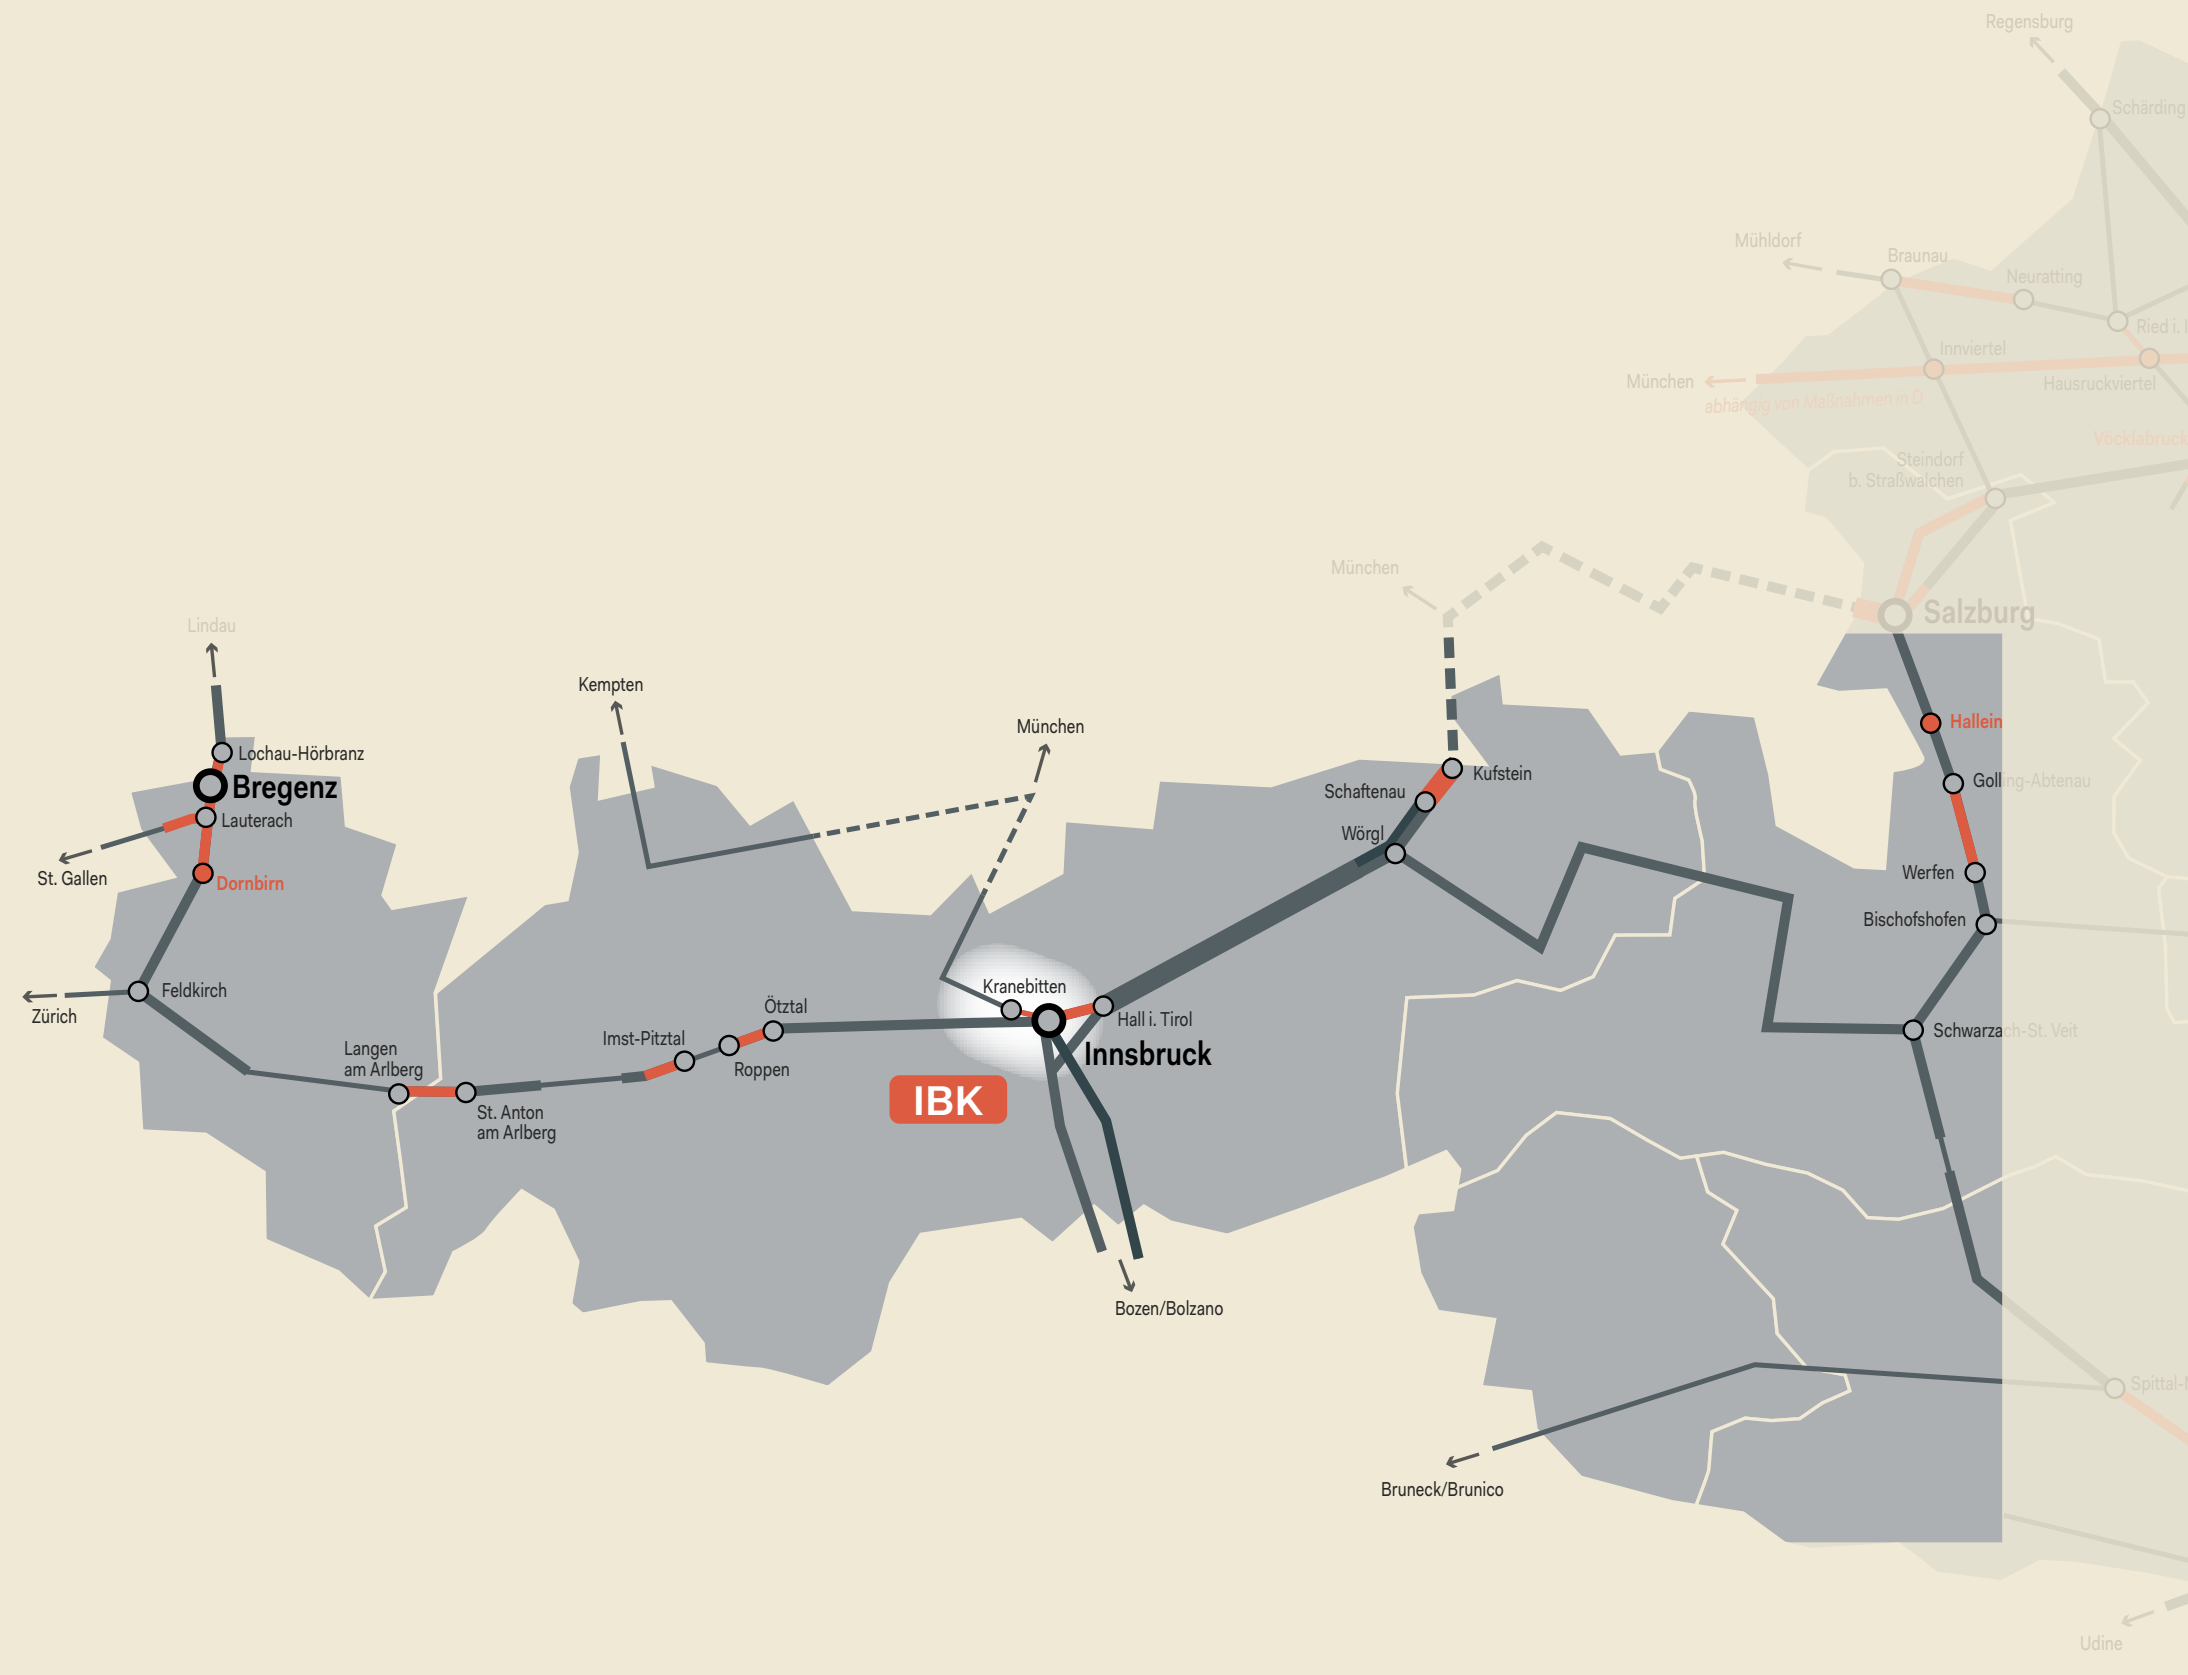 Regensburg
Schärding
Mühldorf
Braunau
Neuratting
Ried i. I
Innviertel
München
Hausruckviertel
abhängig von Maßnahmen in D
Vöcklabruck
Steindorf
b. Straßwalchen
München
Salzburg
Lindau
Kempten
München
Hallein
Lochau-Hörbranz
Bregenz
Kufstein
Golling-Abtenau
Schaftenau
Lauterach
Wörgl
St. Gallen
Dornbirn
Werfen
Bischofshofen
Feldkirch
Kranebitten
Zürich
Ötztal
Hall i. Tirol
Schwarzach-St. Veit
Imst-Pitztal
Langen
am Arlberg
Roppen
Innsbruck
IBK
St. Anton
am Arlberg
Bozen/Bolzano
Spittal-
Bruneck/Brunico
Udine